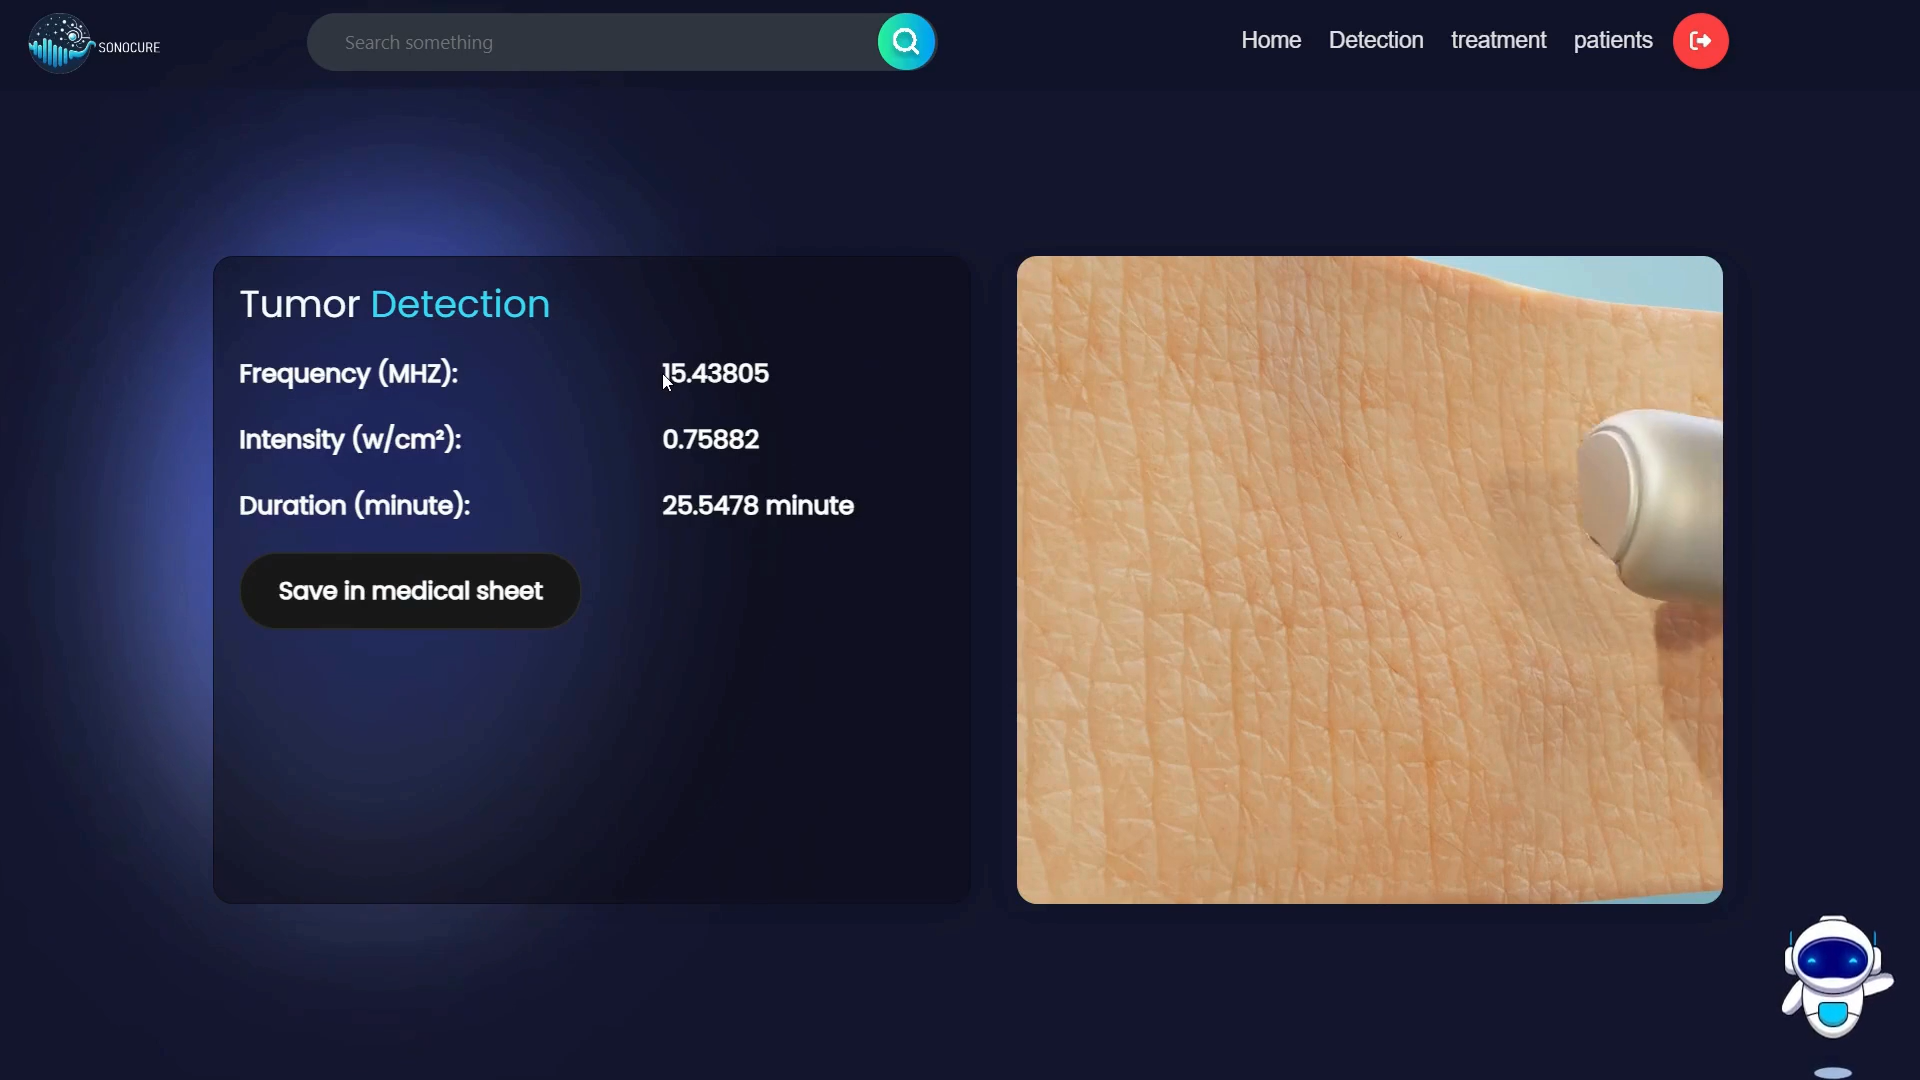 SONOCURE
Search something
Home
Detection
treatment
patients
Tumor Detection
Frequency (MHZ): 15.43805
Intensity (w/cm²): 0.75882
Duration (minute): 25.5478 minute
Save in medical sheet